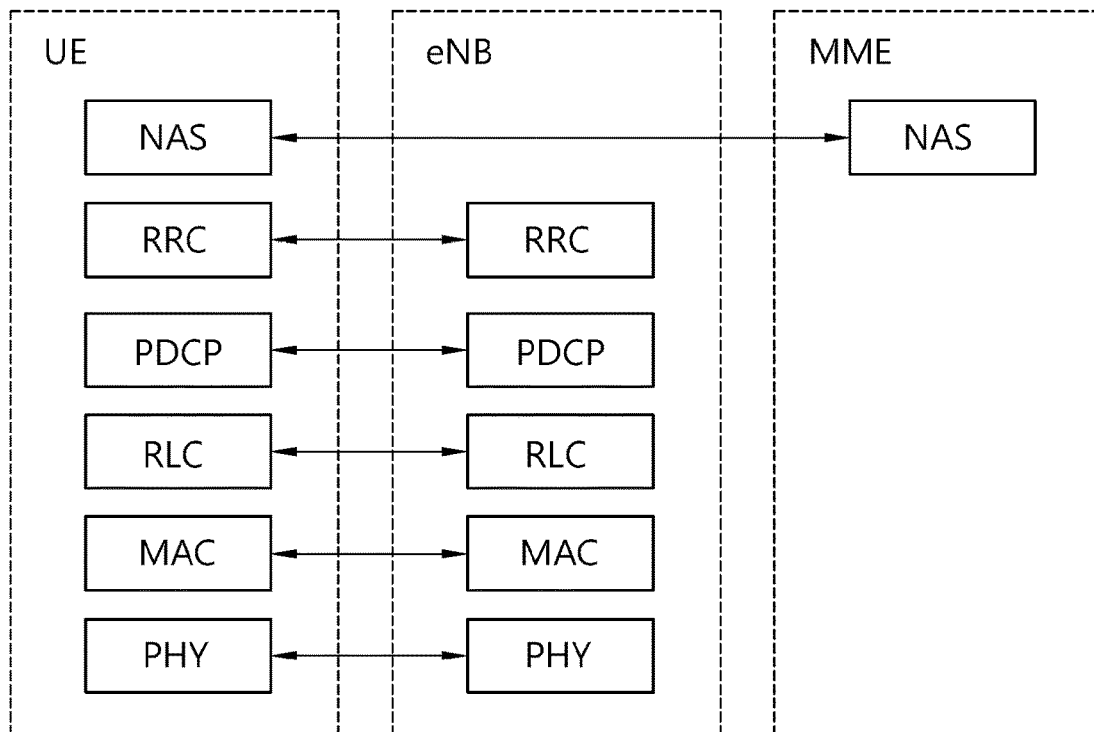 UE eNB MME
NAS NAS
RRC RRC
PDCP PDCP
RLC RLC
MAC MAC
PHY PHY